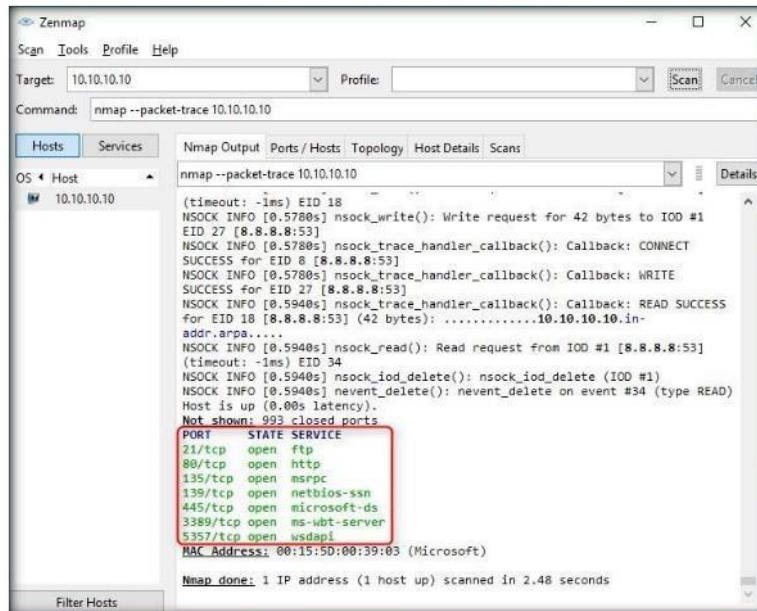 Zenmap
Scan Tools Profile Help
Target: 10.10.10.10 Profile: Scan Cancel
Command: nmap --packet-trace 10.10.10.10
Hosts Services
Nmap Output Ports / Hosts Topology Host Details Scans
OS Host
nmap --packet-trace 10.10.10.10 Details
10.10.10.10
(timeout: -1ms) EID 18
NSOCK INFO [0.5780s] nsock_write(): Write request for 42 bytes to IOD #1
EID 27 [8.8.8.8:53]
NSOCK INFO [0.5780s] nsock_trace_handler_callback(): Callback: CONNECT
SUCCESS for EID 8 [8.8.8.8:53]
NSOCK INFO [0.5780s] nsock_trace_handler_callback(): Callback: WRITE
SUCCESS for EID 27 [8.8.8.8:53]
NSOCK INFO [0.5940s] nsock_trace_handler_callback(): Callback: READ SUCCESS
for EID 18 [8.8.8.8:53] (42 bytes): .............10.10.10.10.in-
addr.arpa.....
NSOCK INFO [0.5940s] nsock_read(): Read request from IOD #1 [8.8.8.8:53]
(timeout: -1ms) EID 34
NSOCK INFO [0.5940s] nsock_iod_delete(): nsock_iod_delete (IOD #1)
NSOCK INFO [0.5940s] nevent_delete(): nevent_delete on event #34 (type READ)
Host is up (0.00s latency).
Not shown: 993 closed ports
PORT STATE SERVICE
21/tcp open ftp
80/tcp open http
135/tcp open msrpc
139/tcp open netbios-ssn
445/tcp open microsoft-ds
3389/tcp open ms-wbt-server
5357/tcp open wsdapi
MAC Address: 00:15:5D:00:39:03 (Microsoft)
Nmap done: 1 IP address (1 host up) scanned in 2.48 seconds
Filter Hosts